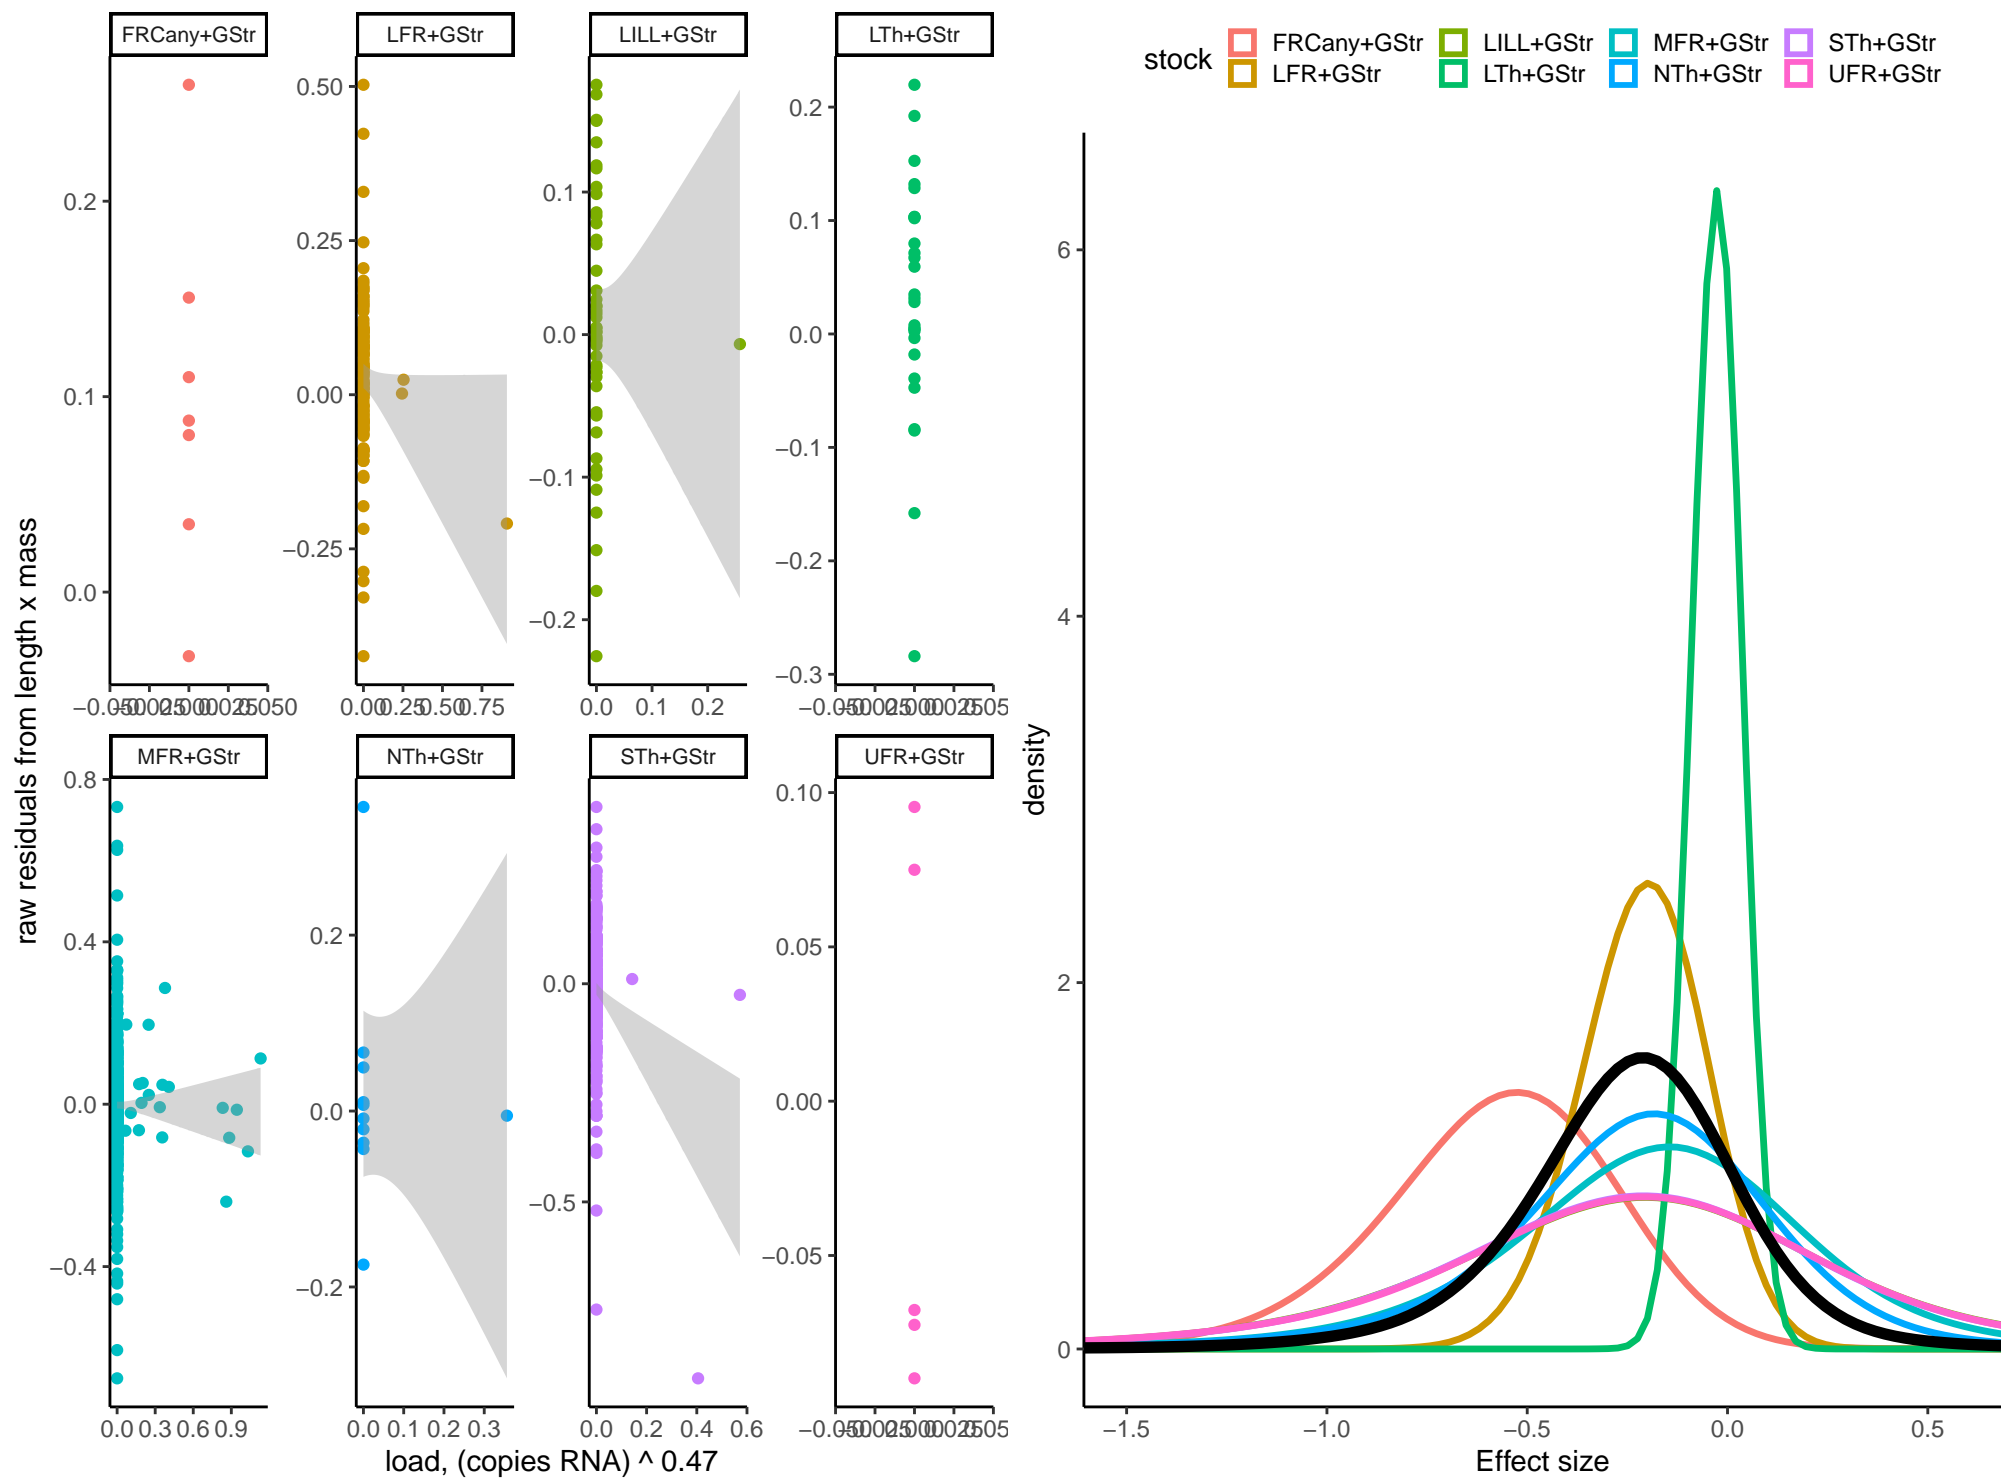 FRCany+GStr
LFR+GStr
LILL+GStr
LTh+GStr
stock
FRCany+GStr
LILL+GStr
MFR+GStr
STh+GStr
LFR+GStr
LTh+GStr
NTh+GStr
UFR+GStr
0.2
0.1
0.0
0.50
0.25
0.00
−0.25
0.1
0.0
−0.1
−0.2
0.2
0.1
0.0
−0.1
−0.2
−0.3
0.00 0.25 0.50 0.75
0.0 0.1 0.2
MFR+GStr
NTh+GStr
STh+GStr
UFR+GStr
0.8
0.4
0.0
−0.4
0.2
0.0
−0.2
0.0
−0.5
0.10
0.05
0.00
−0.05
0.0 0.3 0.6 0.9
0.0 0.1 0.2 0.3
0.0 0.2 0.4 0.6
raw residuals from length x mass
load, (copies RNA) ^ 0.47
density
6
4
2
0
−1.5 −1.0 −0.5 0.0 0.5
Effect size